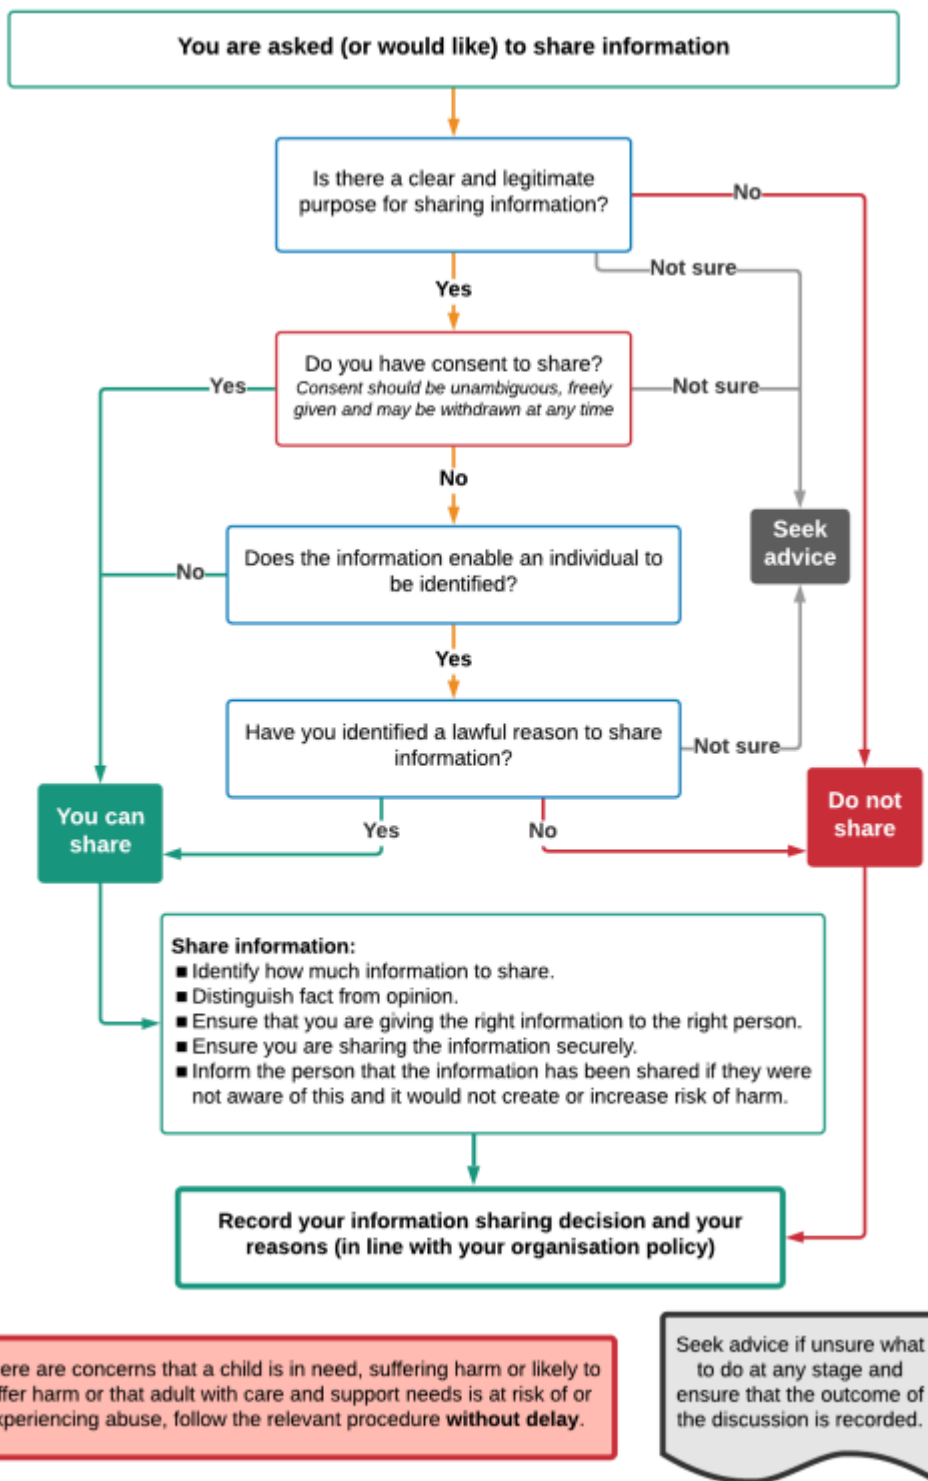 You are asked (or would like) to share information
Is there a clear and legitimate
purpose for sharing information?
No
Not sure
Yes
Do you have consent to share?
Consent should be unambiguous, freely
given and may be withdrawn at any time
Yes
Not sure
No
Seek
advice
Does the information enable an individual to
be identified?
No
Yes
Have you identified a lawful reason to share
information?
Not sure
You can
share
Yes
No
Do not
share
Share information:
■ Identify how much information to share.
■ Distinguish fact from opinion.
■ Ensure that you are giving the right information to the right person.
■ Ensure you are sharing the information securely.
■ Inform the person that the information has been shared if they were
not aware of this and it would not create or increase risk of harm.
Record your information sharing decision and your
reasons (in line with your organisation policy)
ere are concerns that a child is in need, suffering harm or likely to
ffer harm or that adult with care and support needs is at risk of or
xperiencing abuse, follow the relevant procedure without delay.
Seek advice if unsure what
to do at any stage and
ensure that the outcome of
the discussion is recorded.